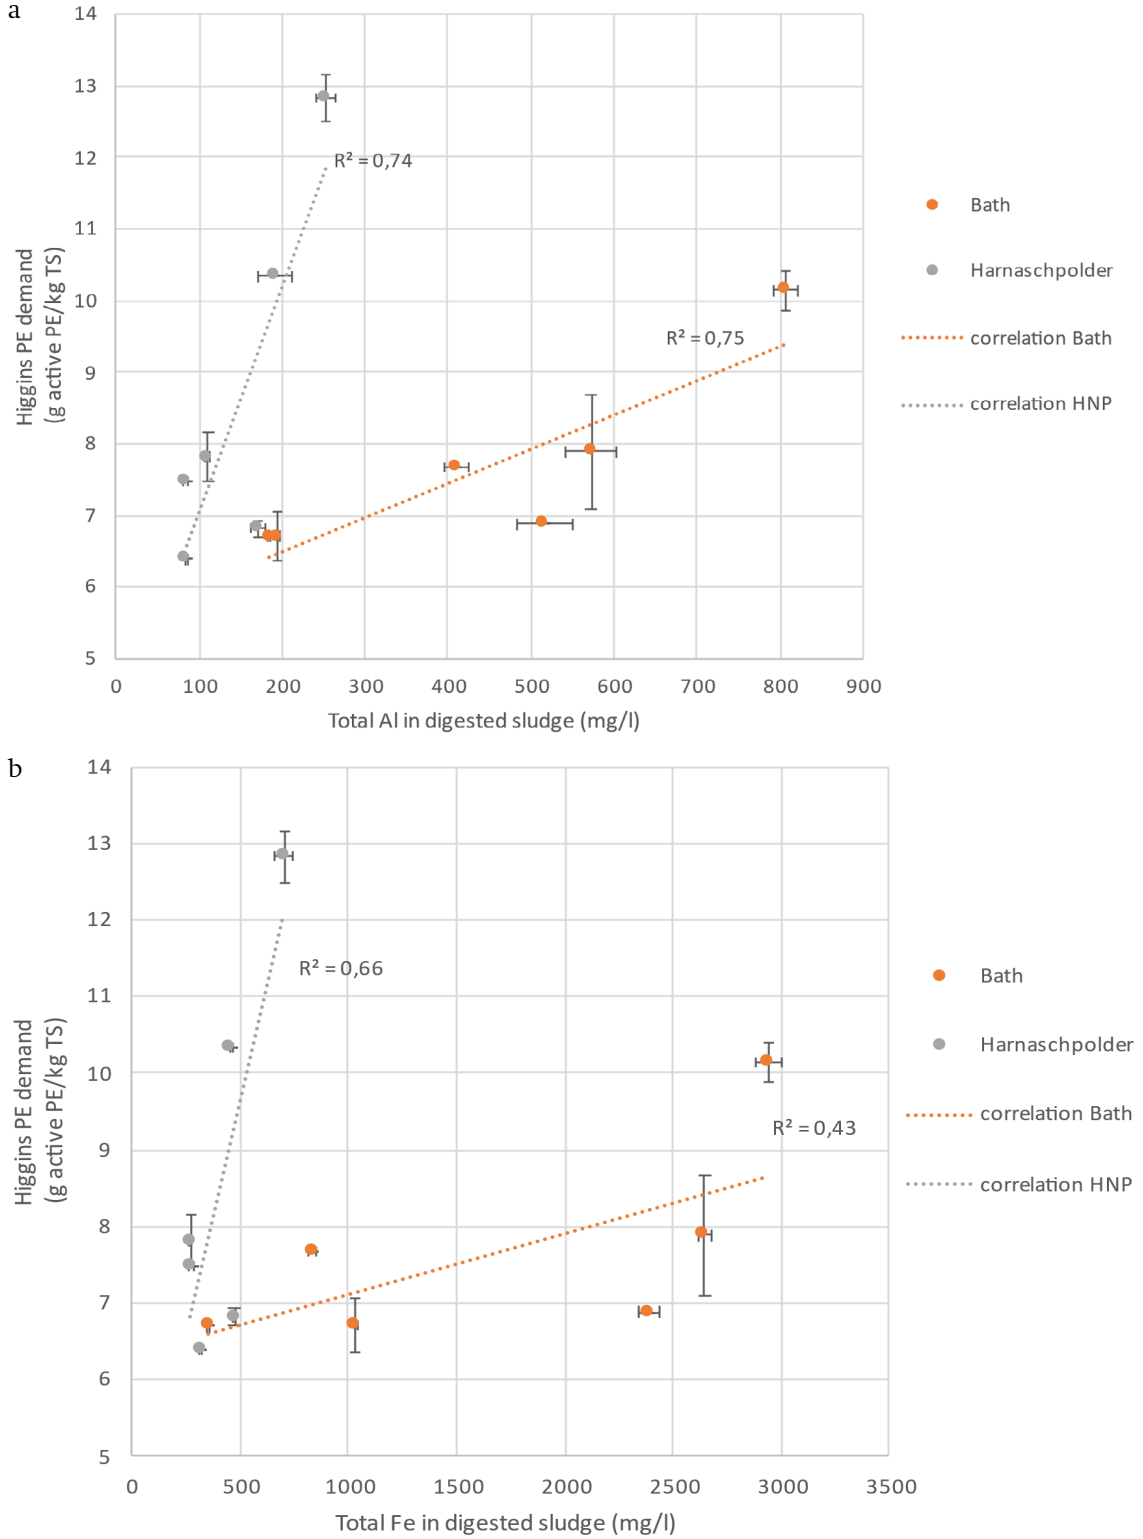 a
14
13
12
11
10
9
8
7
6
5
Higgins PE demand
(g active PE/kg TS)
R² = 0,74
R² = 0,75
0 100 200 300 400 500 600 700 800 900
Total Al in digested sludge (mg/l)
Bath
Harnaschpolder
correlation Bath
correlation HNP
b
14
13
12
11
10
9
8
7
6
5
Higgins PE demand
(g active PE/kg TS)
R² = 0,66
R² = 0,43
0 500 1000 1500 2000 2500 3000 3500
Total Fe in digested sludge (mg/l)
Bath
Harnaschpolder
correlation Bath
correlation HNP